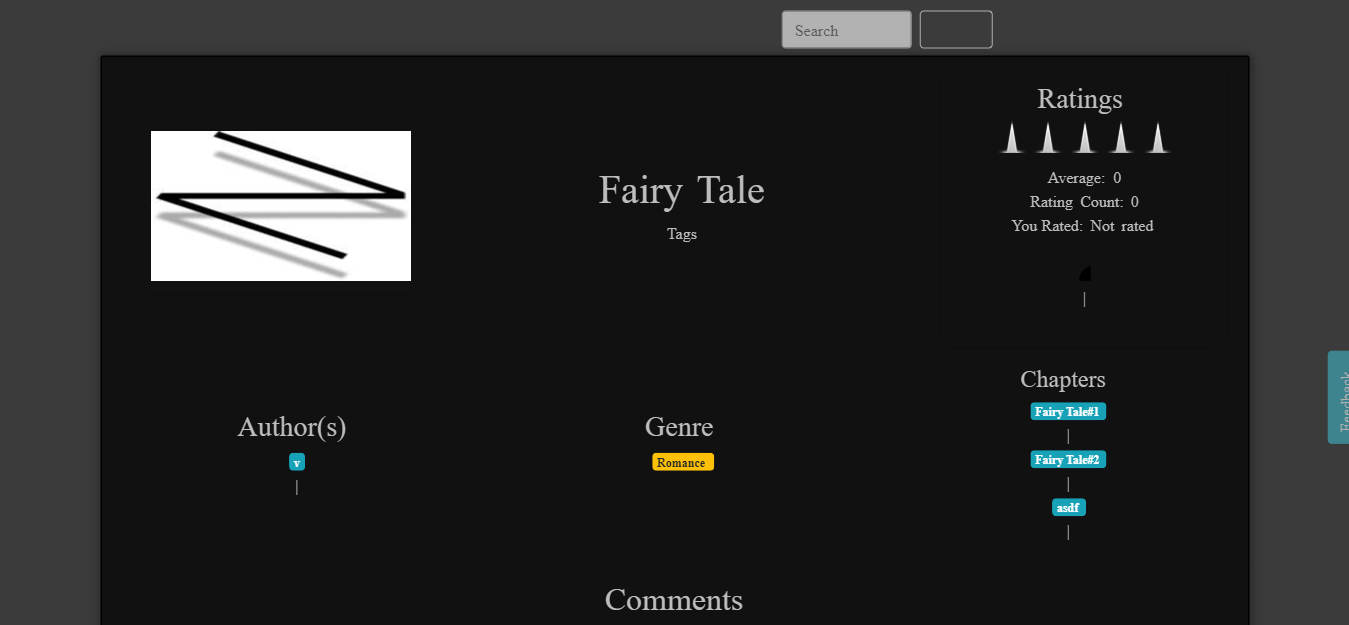 Search
Ratings
Average: 0
Rating Count: 0
You Rated: Not rated
|
Fairy Tale
Tags
Author(s)
v
|
Genre
Romance
Chapters
Fairy Tale#1
|
Fairy Tale#2
|
asdf
|
Feedback
Comments